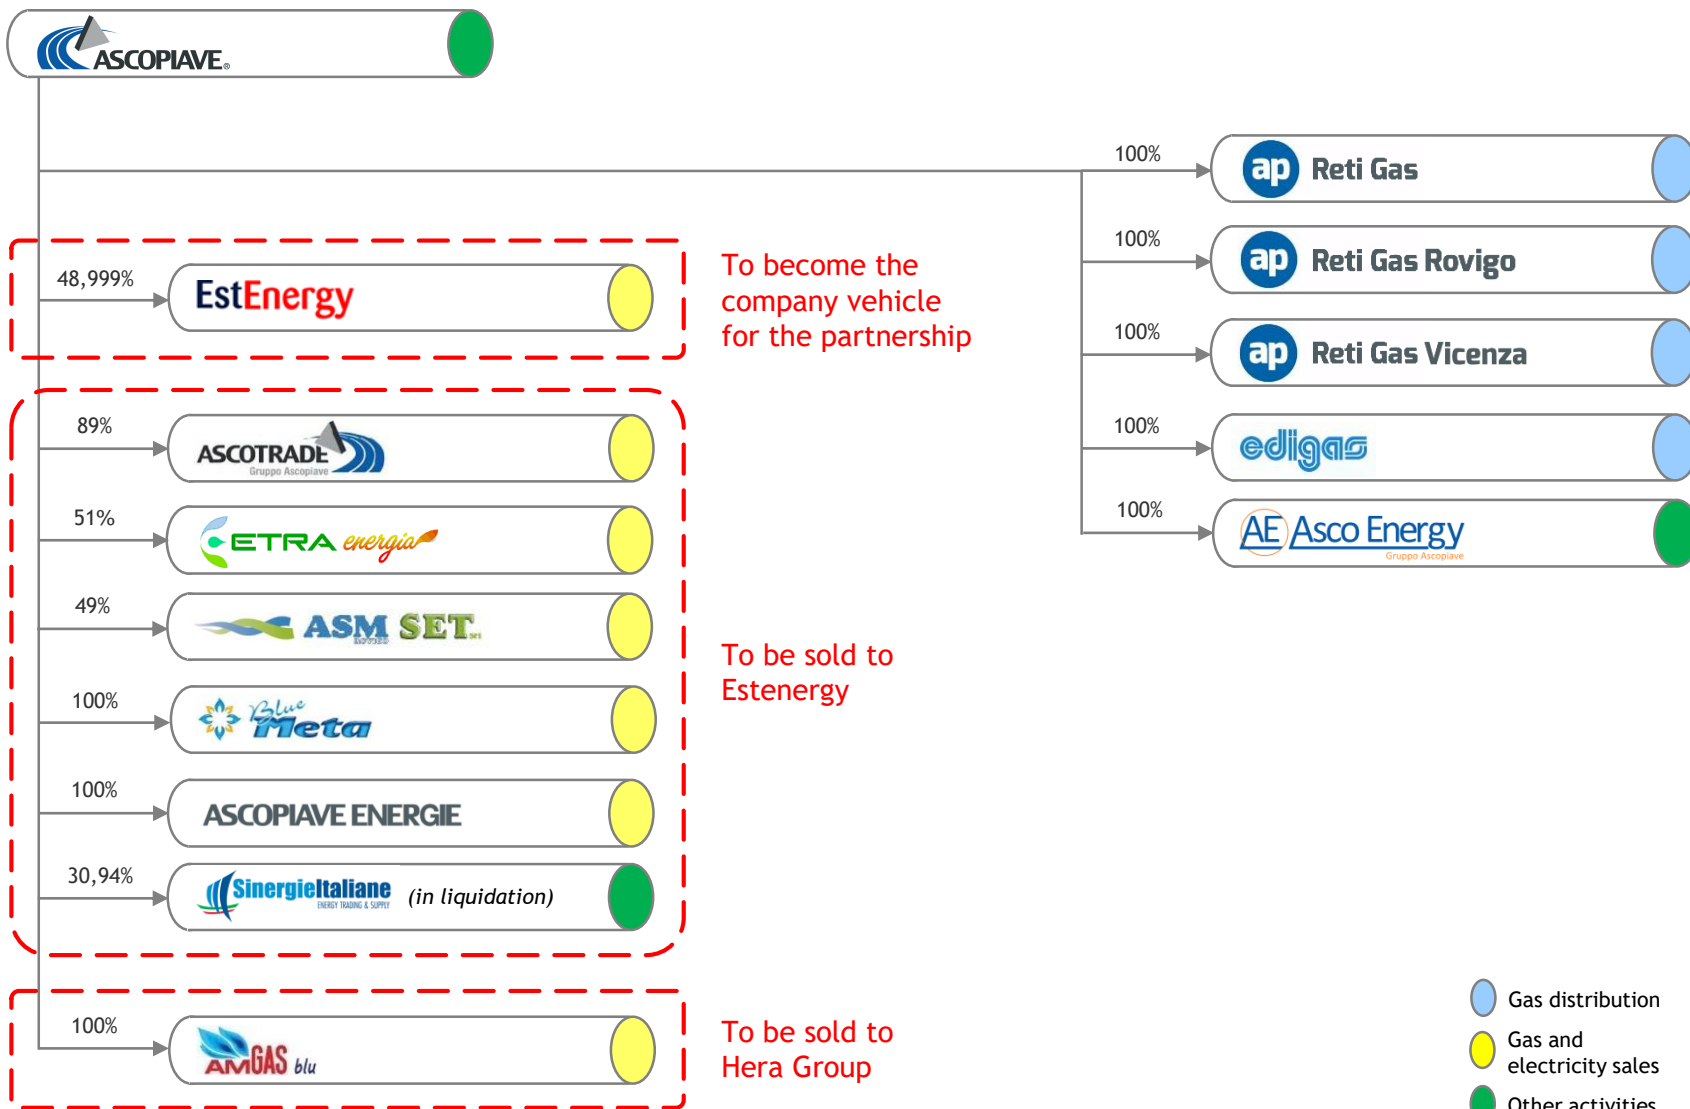 ASCOPIAVE®
48,999%
EstEnergy
To become the
company vehicle
for the partnership
89%
ASCOTRADE
Gruppo Ascopiave
51%
ETRA energia
49%
ASM SET
100%
Blue
Meta
100%
ASCOPIAVE ENERGIE
30,94%
SinergieItaliane
ENERGY TRADING & SUPPLY
(in liquidation)
To be sold to
Estenergy
100%
AMGAS blu
To be sold to
Hera Group
100%
ap Reti Gas
100%
ap Reti Gas Rovigo
100%
ap Reti Gas Vicenza
100%
edigas
100%
AE Asco Energy
Gruppo Ascopiave
Gas distribution
Gas and
electricity sales
Other activities